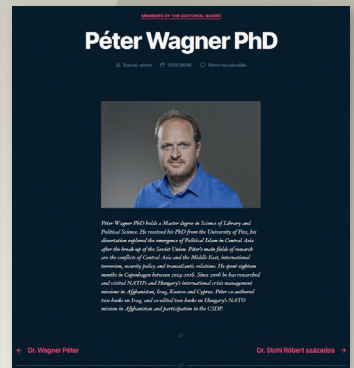 MEMBERS OF THE EDITORIAL BOARD
Péter Wagner PhD
Szerző: admin 2020.06.06. Nincs hozzászólás
Péter Wagner PhD holds a Master degree in Science of Library and
Political Science. He received his PhD from the University of Pécs, his
dissertation explored the emergence of Political Islam in Central Asia
after the break-up of the Soviet Union. Péter's main fields of research
are the conflicts of Central Asia and the Middle East, international
terrorism, security policy and transatlantic relations. He spent eighteen
months in Copenhagen between 2014-2016. Since 2006 he has researched
and visited NATO's and Hungary's international crisis management
missions in Afghanistan, Iraq, Kosovo and Cyprus. Péter co-authored
two books on Iraq, and co-edited two books on Hungary's NATO
mission in Afghanistan and participation in the CSDP.
//
← Dr. Wagner Péter Dr. Stohl Róbert százados →
//